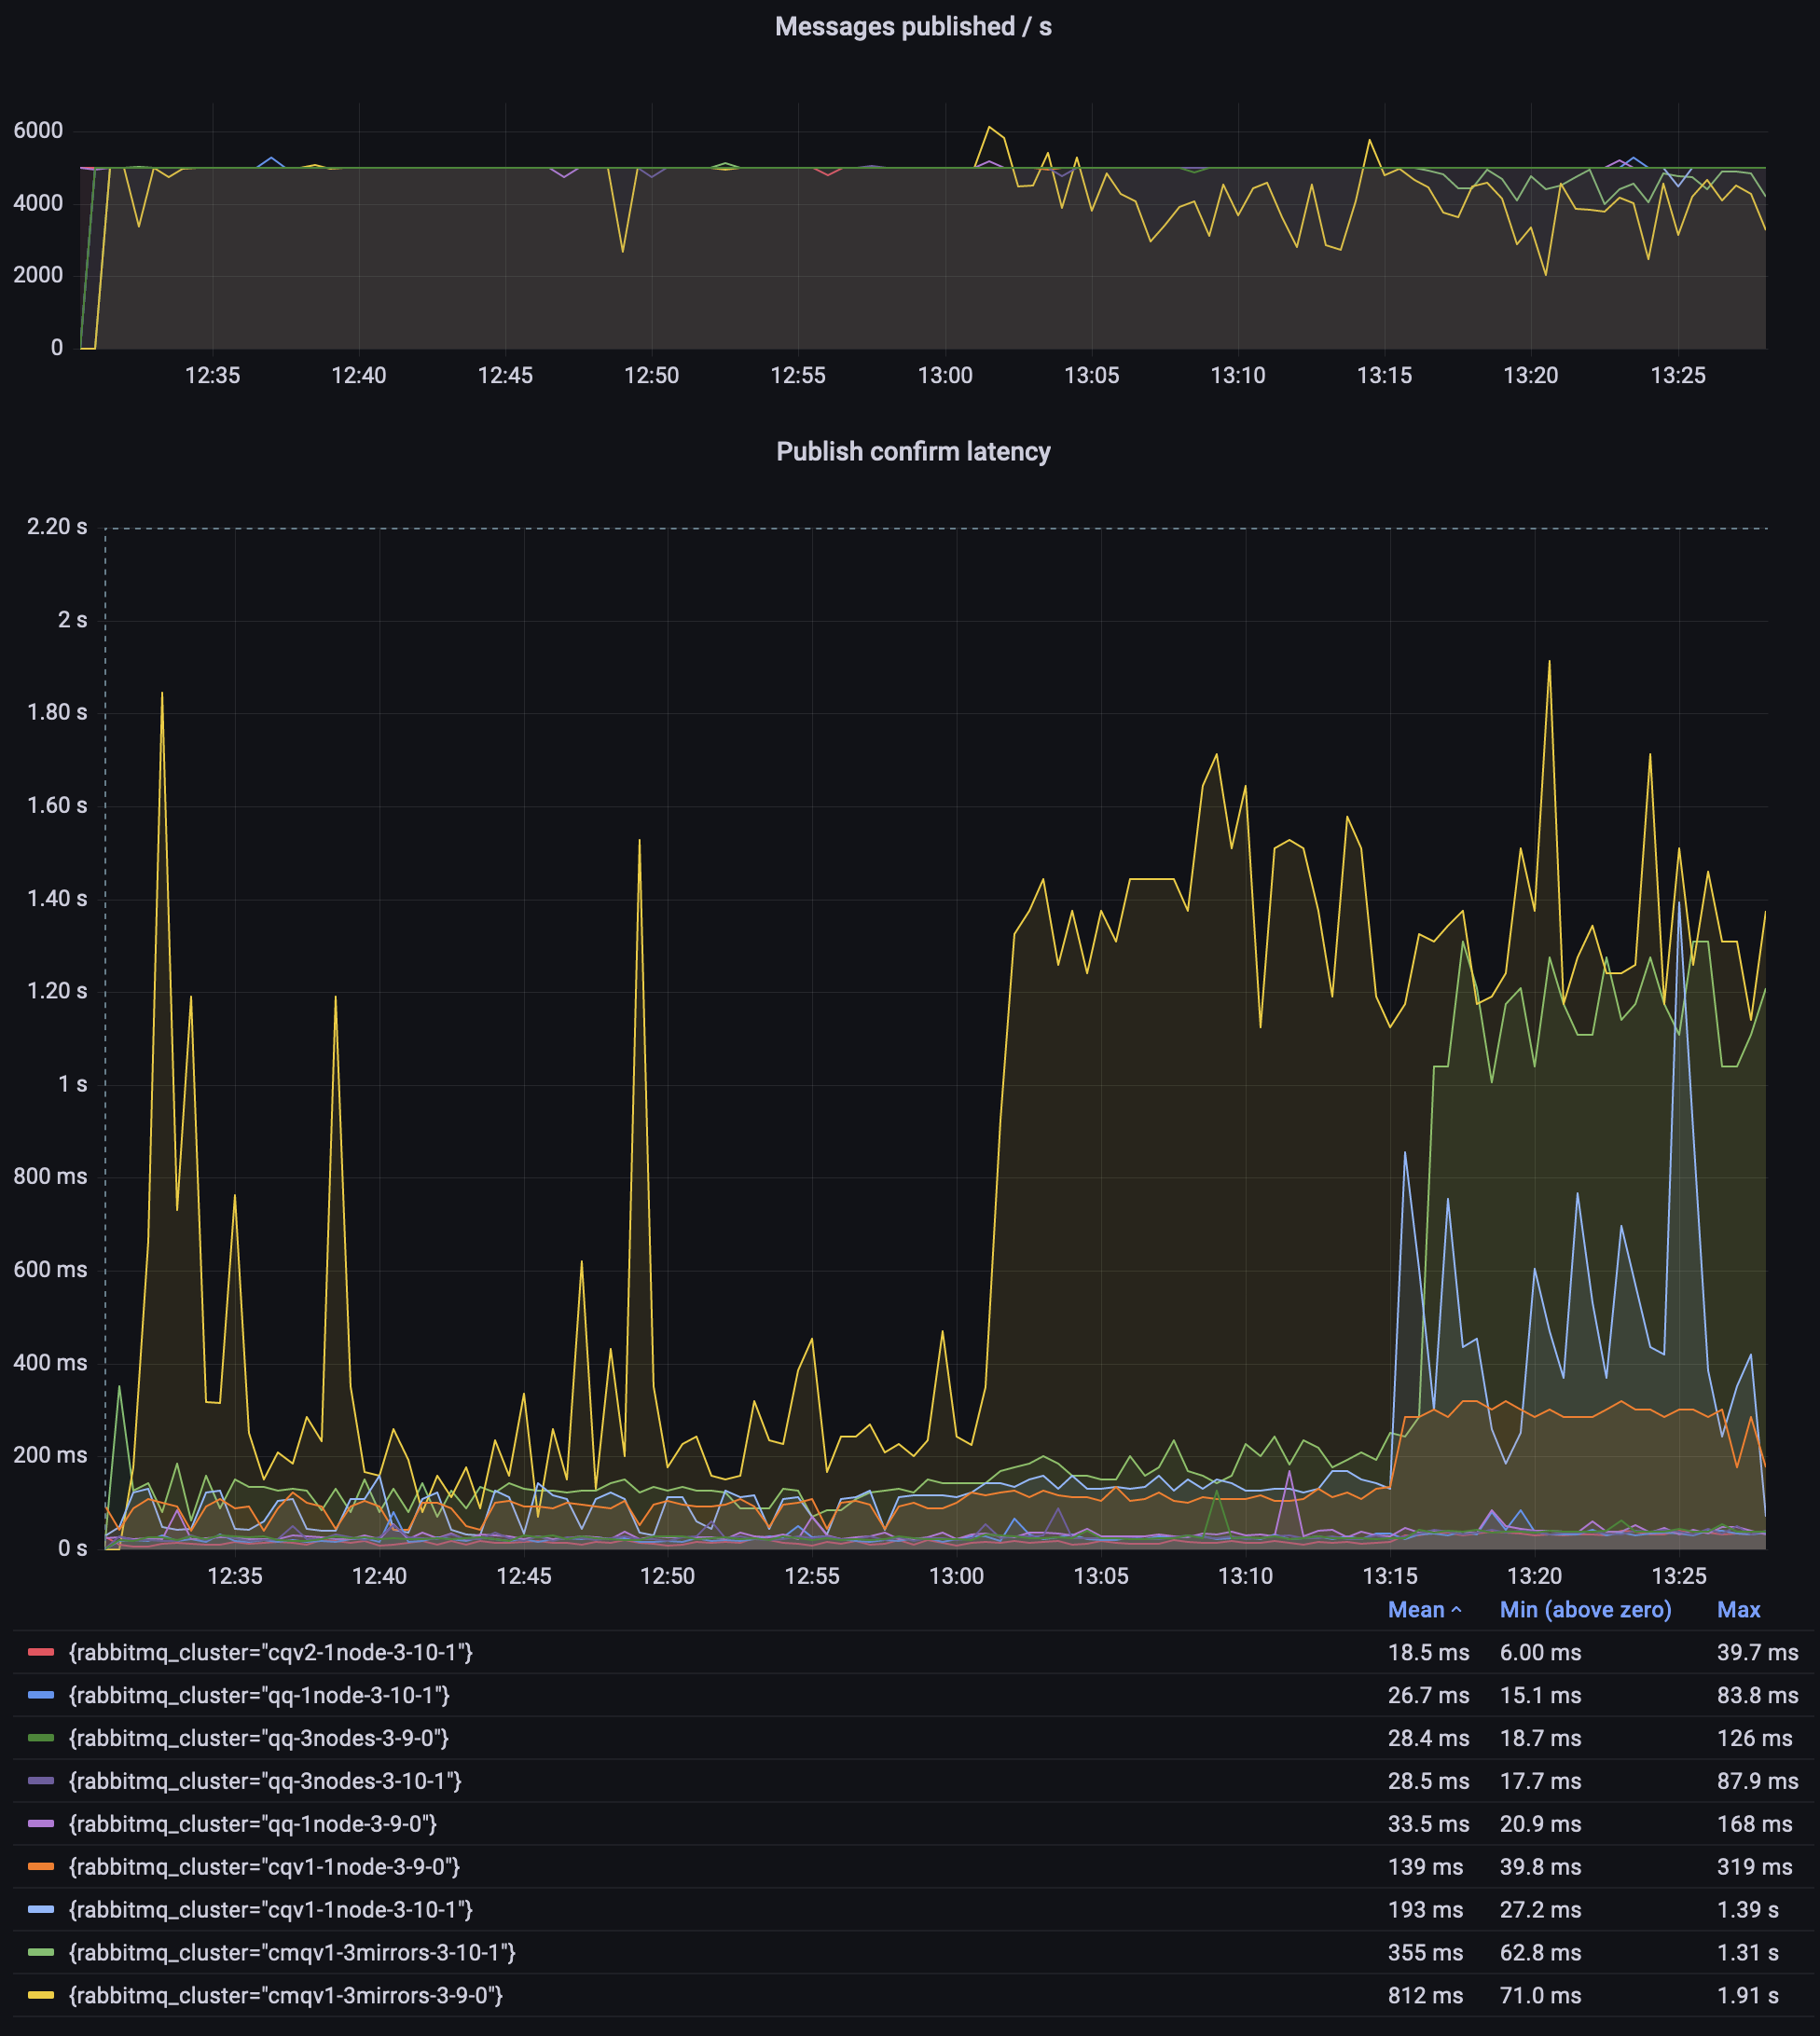 Messages published / s
6000
4000
2000
0
12:35 12:40 12:45 12:50 12:55 13:00 13:05 13:10 13:15 13:20 13:25
Publish confirm latency
2.20 s
2 s
1.80 s
1.60 s
1.40 s
1.20 s
1 s
800 ms
600 ms
400 ms
200 ms
0 s
12:35 12:40 12:45 12:50 12:55 13:00 13:05 13:10 13:15 13:20 13:25
Mean Min (above zero) Max
{rabbitmq_cluster="cqv2-1node-3-10-1"} 18.5 ms 6.00 ms 39.7 ms
{rabbitmq_cluster="qq-1node-3-10-1"} 26.7 ms 15.1 ms 83.8 ms
{rabbitmq_cluster="qq-3nodes-3-9-0"} 28.4 ms 18.7 ms 126 ms
{rabbitmq_cluster="qq-3nodes-3-10-1"} 28.5 ms 17.7 ms 87.9 ms
{rabbitmq_cluster="qq-1node-3-9-0"} 33.5 ms 20.9 ms 168 ms
{rabbitmq_cluster="cqv1-1node-3-9-0"} 139 ms 39.8 ms 319 ms
{rabbitmq_cluster="cqv1-1node-3-10-1"} 193 ms 27.2 ms 1.39 s
{rabbitmq_cluster="cmqv1-3mirrors-3-10-1"} 355 ms 62.8 ms 1.31 s
{rabbitmq_cluster="cmqv1-3mirrors-3-9-0"} 812 ms 71.0 ms 1.91 s